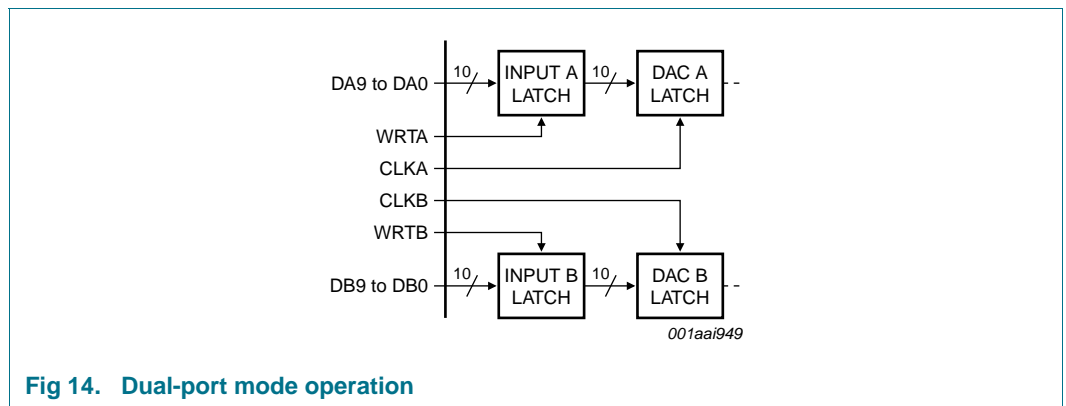 DA9 to DA0
10
INPUT A
LATCH
10
DAC A
LATCH
WRTA
CLKA
CLKB
WRTB
DB9 to DB0
10
INPUT B
LATCH
10
DAC B
LATCH
001aai949
Fig 14. Dual-port mode operation